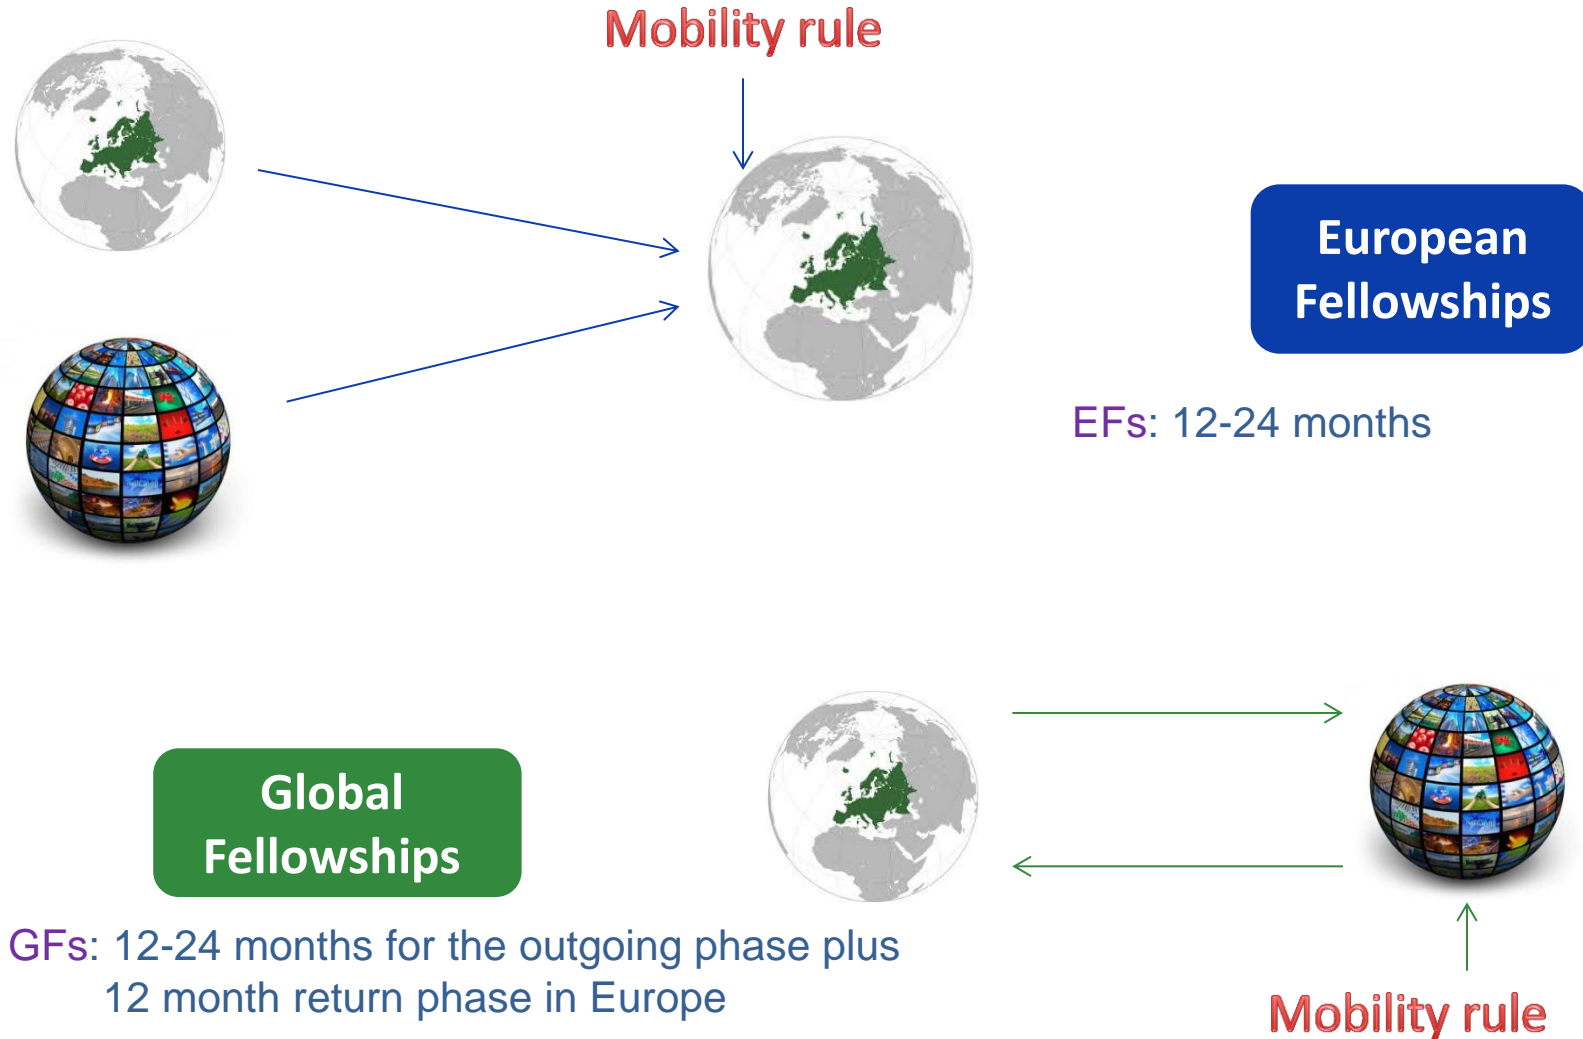 Mobility rule
European
Fellowships
EFs: 12-24 months
Global
Fellowships
GFs: 12-24 months for the outgoing phase plus
12 month return phase in Europe
Mobility rule